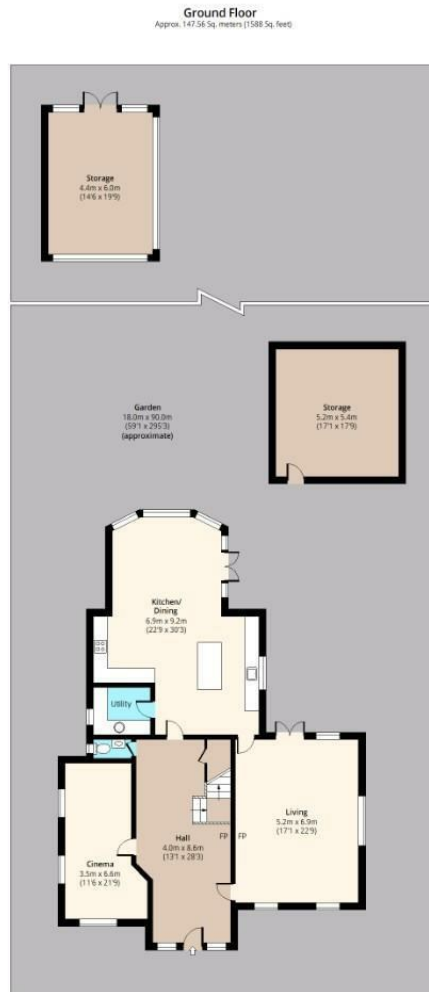 Ground Floor
Approx. 147.56 Sq. meters (1588 Sq. feet)
Storage
4.4m x 6.0m
(14'6 x 19'9)
Garden
18.0m x 90.0m
(59'1 x 295'3)
(approximate)
Storage
5.2m x 5.4m
(17'1 x 17'9)
Kitchen/
Dining
6.9m x 9.2m
(22'9 x 30'3)
Utility
Living
5.2m x 6.9m
(17'1 x 22'9)
Hall
4.0m x 8.6m
(13'1 x 28'3)
FP
FP
Cinema
3.5m x 6.6m
(11'6 x 21'9)